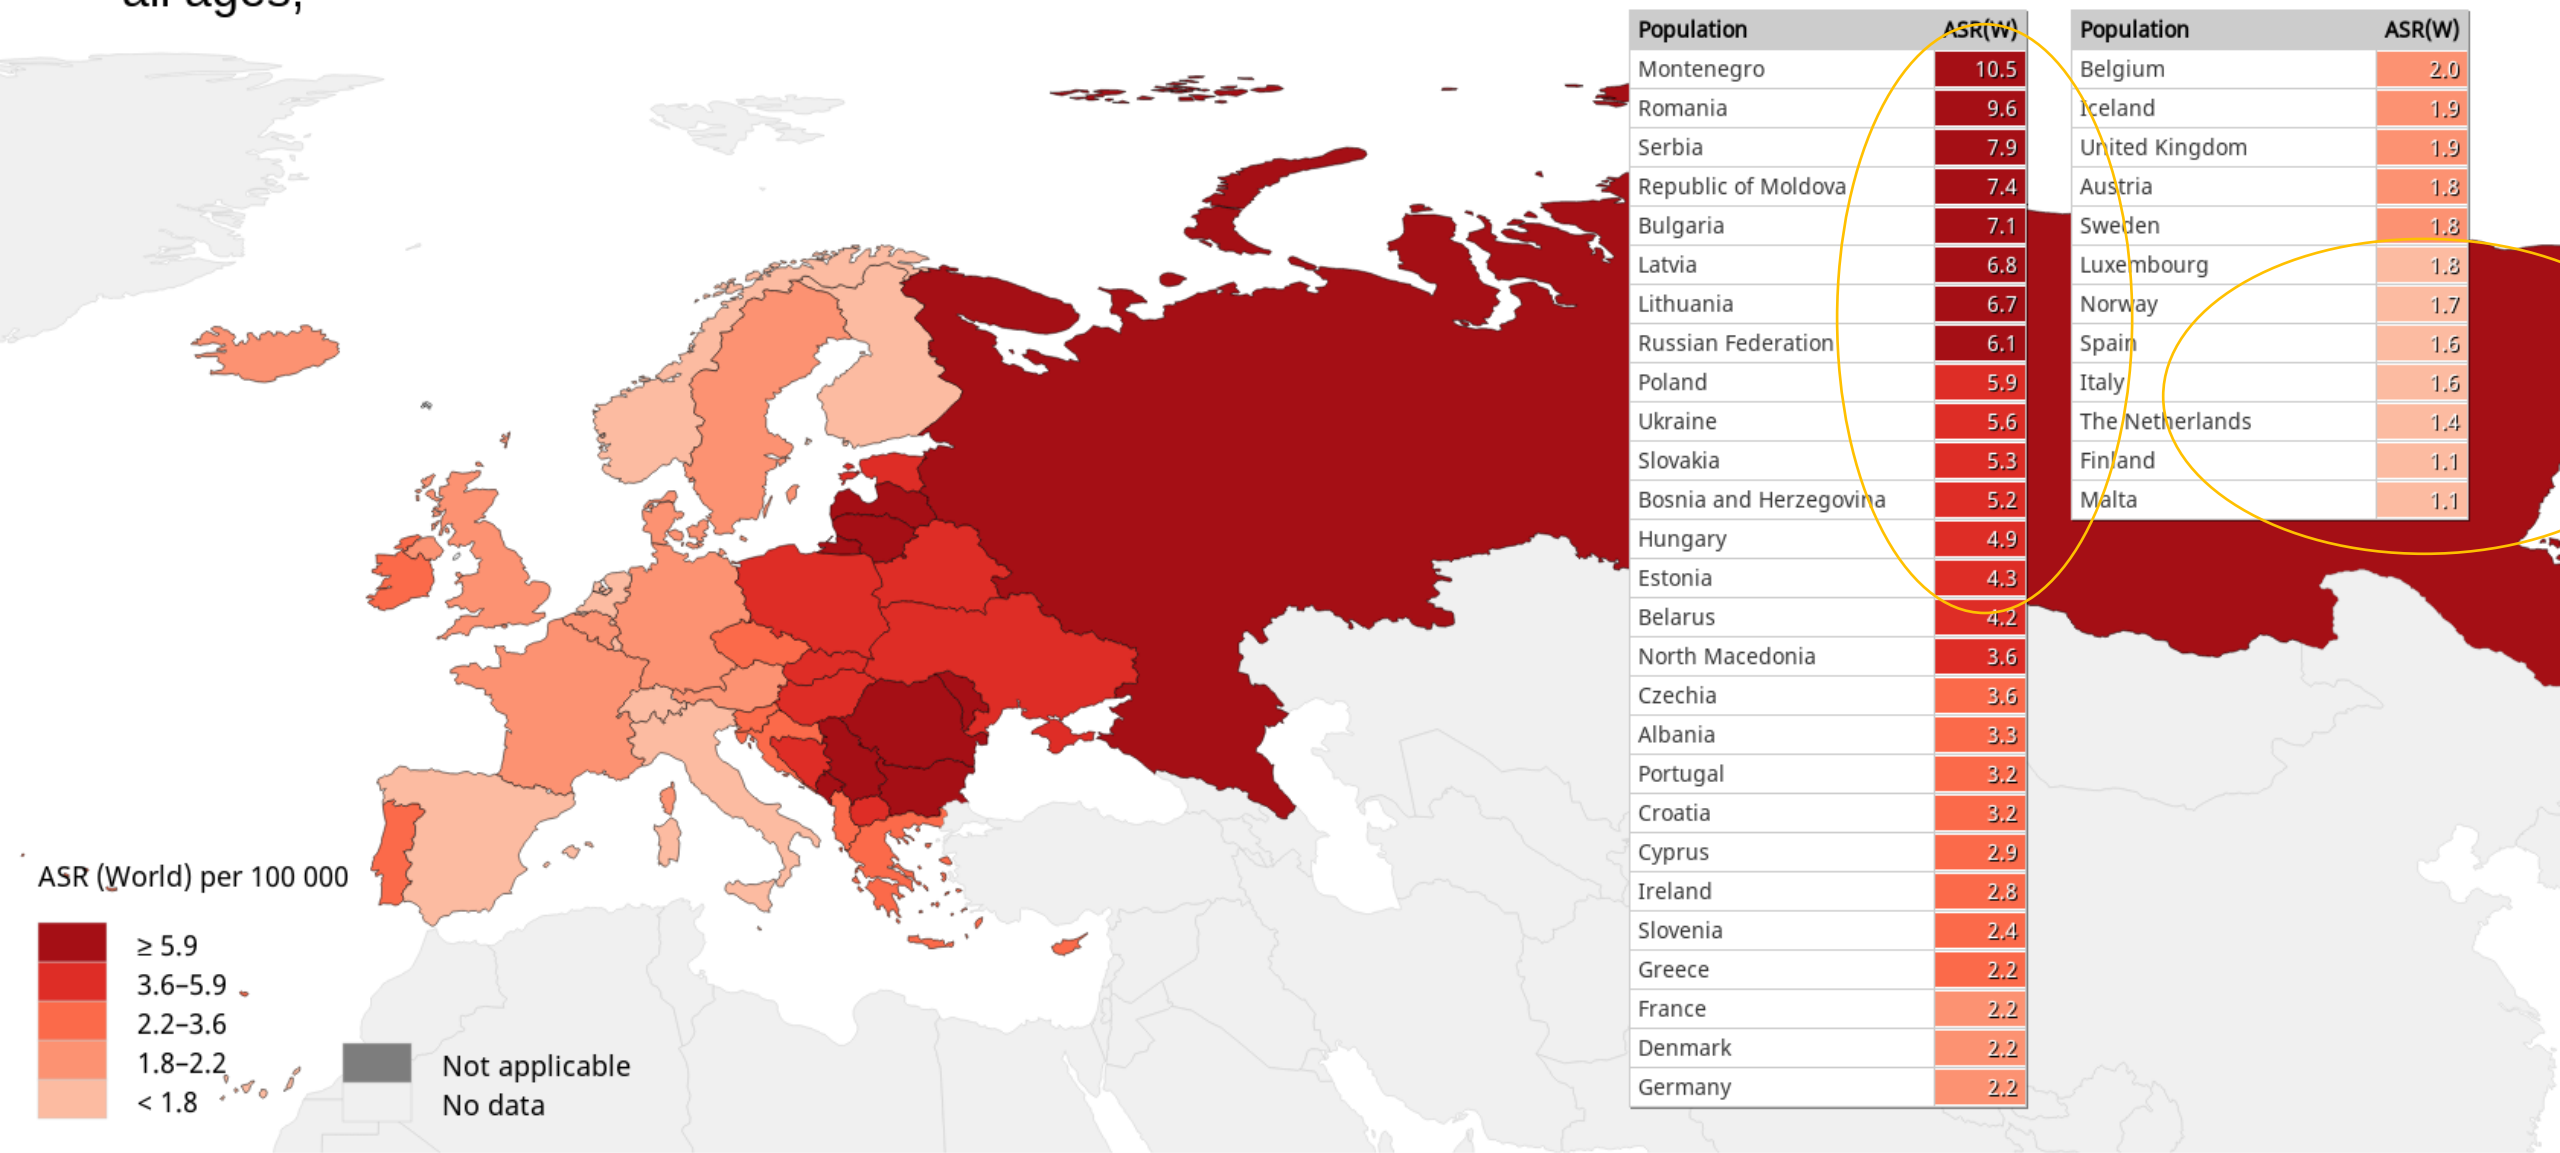 all ages,
Population ASR(W)
Montenegro 10.5
Romania 9.6
Serbia 7.9
Republic of Moldova 7.4
Bulgaria 7.1
Latvia 6.8
Lithuania 6.7
Russian Federation 6.1
Poland 5.9
Ukraine 5.6
Slovakia 5.3
Bosnia and Herzegovina 5.2
Hungary 4.9
Estonia 4.3
Belarus 4.2
North Macedonia 3.6
Czechia 3.6
Albania 3.3
Portugal 3.2
Croatia 3.2
Cyprus 2.9
Ireland 2.8
Slovenia 2.4
Greece 2.2
France 2.2
Denmark 2.2
Germany 2.2
Population ASR(W)
Belgium 2.0
Iceland 1.9
United Kingdom 1.9
Austria 1.8
Sweden 1.8
Luxembourg 1.8
Norway 1.7
Spain 1.6
Italy 1.6
The Netherlands 1.4
Finland 1.1
Malta 1.1
ASR (World) per 100 000
≥ 5.9
3.6–5.9
2.2–3.6
1.8–2.2
< 1.8
Not applicable
No data